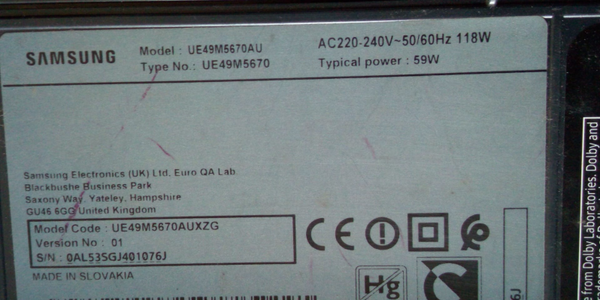 SAMSUNG
Model : UE49M5670AU
Type No.: UE49M5670
AC220-240V~50/60Hz 118W
Typical power : 59W
Samsung Electronics (UK) Ltd, Euro QA Lab
Blackbushe Business Park
Saxony Way, Yateley, Hampshire
GU46 6GG United Kingdom
Model Code : UE49M5670AUXZG
Version No : 01
S/N : 0AL53SGJ401076J
MADE IN SLOVAKIA
CE
Hg
from Dolby Laboratories. Dolby and